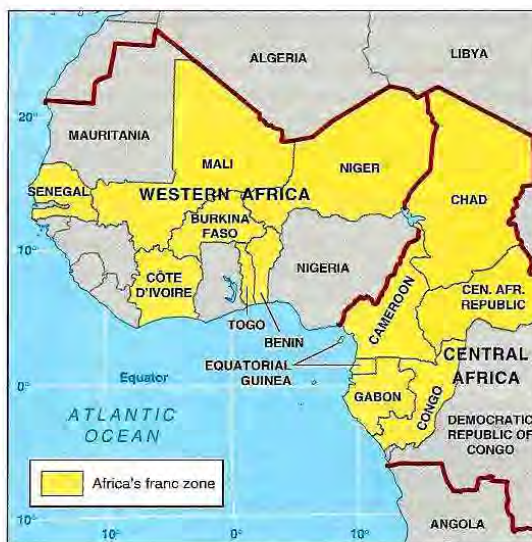 ALGERIA
LIBYA
20°
MAURITANIA
MALI
NIGER
CHAD
SENEGAL
WESTERN AFRICA
BURKINA
FASO
10°
NIGERIA
CÔTE
D'IVOIRE
CEN. AFR.
REPUBLIC
CAMEROON
TOGO
BENIN
EQUATORIAL
GUINEA
CENTRAL
AFRICA
Equator
0°
GABON
CONGO
ATLANTIC
OCEAN
DEMOCRATIC
REPUBLIC OF
CONGO
Africa's franc zone
10°
10°
0°
10°
ANGOLA